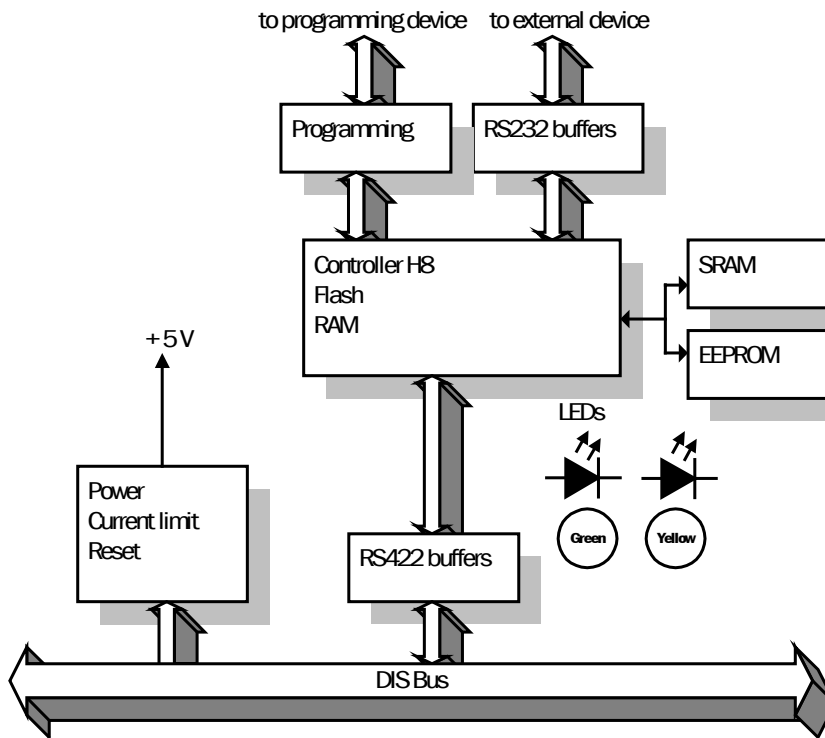 to programming device
to external device
Programming
RS232 buffers
Controller H8
Flash
RAM
SRAM
EEPROM
+5V
LEDs
Power
Current limit
Reset
Green
Yellow
RS422 buffers
DIS Bus